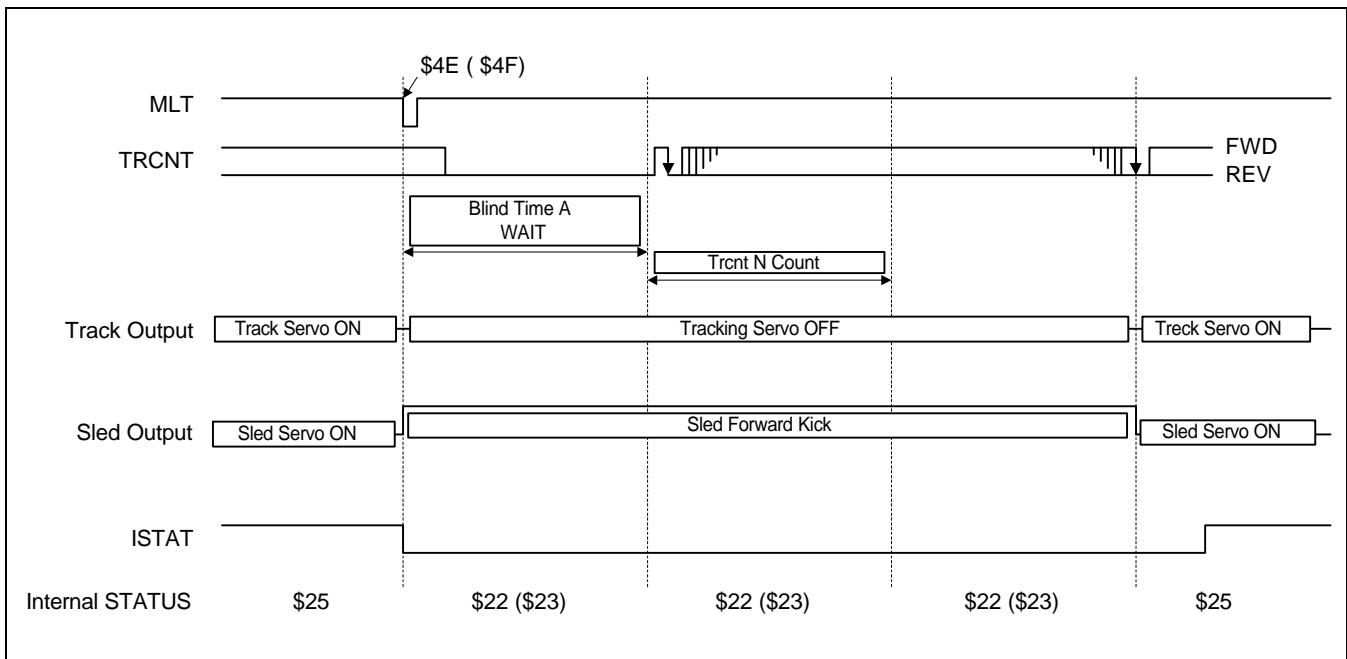 $4E ( $4F)
MLT
TRCNT
FWD
REV
Blind Time A
WAIT
Trcnt N Count
Track Output
Track Servo ON
Tracking Servo OFF
Treck Servo ON
Sled Output
Sled Servo ON
Sled Forward Kick
Sled Servo ON
ISTAT
Internal STATUS $25 $22 ($23) $22 ($23) $22 ($23) $25